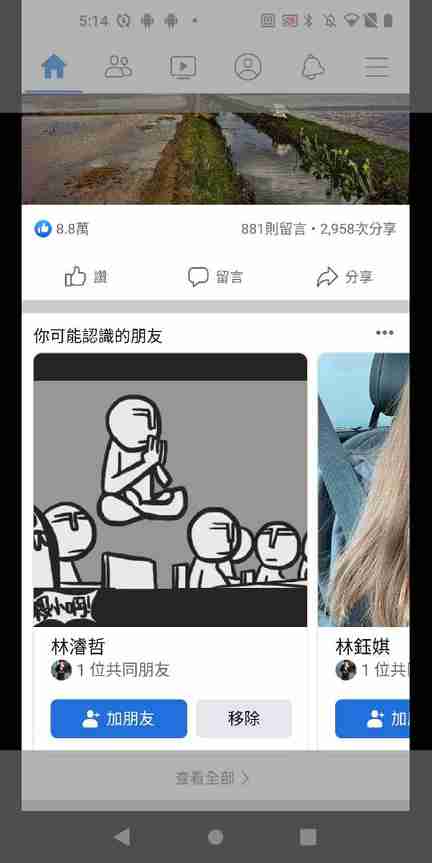 5:14
8.8萬
881則留言 • 2,958次分享
讚
留言
分享
你可能認識的朋友
林濬哲
1 位共同朋友
加朋友
移除
林鈺娸
1 位共
加
查看全部